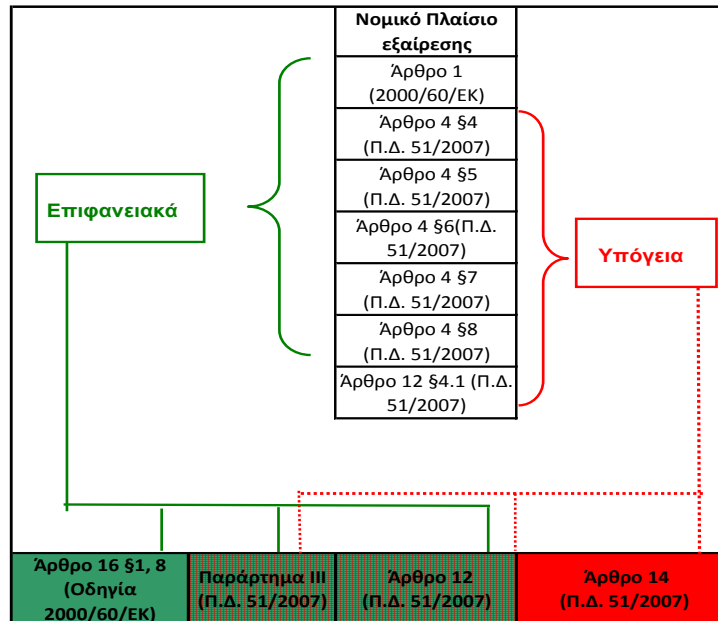 Νομικό Πλαίσιο
εξαίρεσης
Άρθρο 1
(2000/60/ΕΚ)
Άρθρο 4 §4
(Π.Δ. 51/2007)
Άρθρο 4 §5
(Π.Δ. 51/2007)
Άρθρο 4 §6(Π.Δ.
51/2007)
Άρθρο 4 §7
(Π.Δ. 51/2007)
Άρθρο 4 §8
(Π.Δ. 51/2007)
Άρθρο 12 §4.1 (Π.Δ.
51/2007)
Επιφανειακά
Υπόγεια
Άρθρο 16 §1, 8
(Οδηγία
2000/60/ΕΚ)
Παράρτημα ΙΙΙ
(Π.Δ. 51/2007)
Άρθρο 12
(Π.Δ. 51/2007)
Άρθρο 14
(Π.Δ. 51/2007)